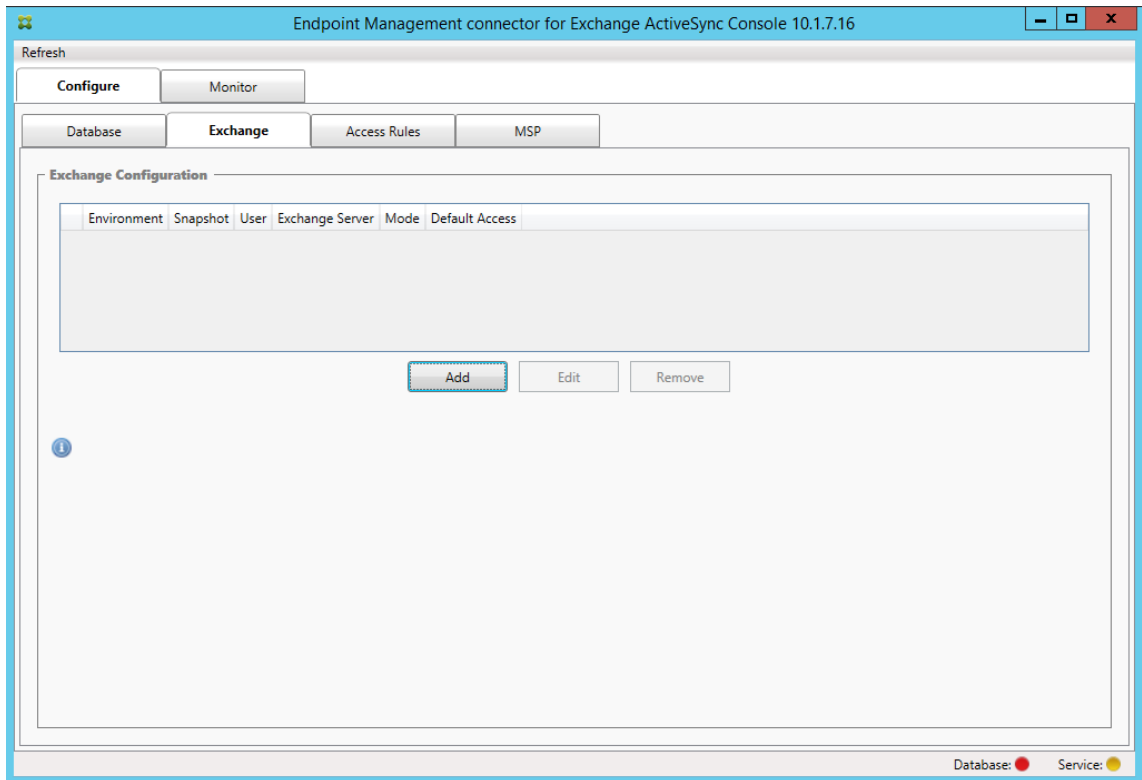 Endpoint Management connector for Exchange ActiveSync Console 10.1.7.16
Refresh
Configure Monitor
Database Exchange Access Rules MSP
Exchange Configuration
Environment Snapshot User Exchange Server Mode Default Access
Add Edit Remove
Database: Service: